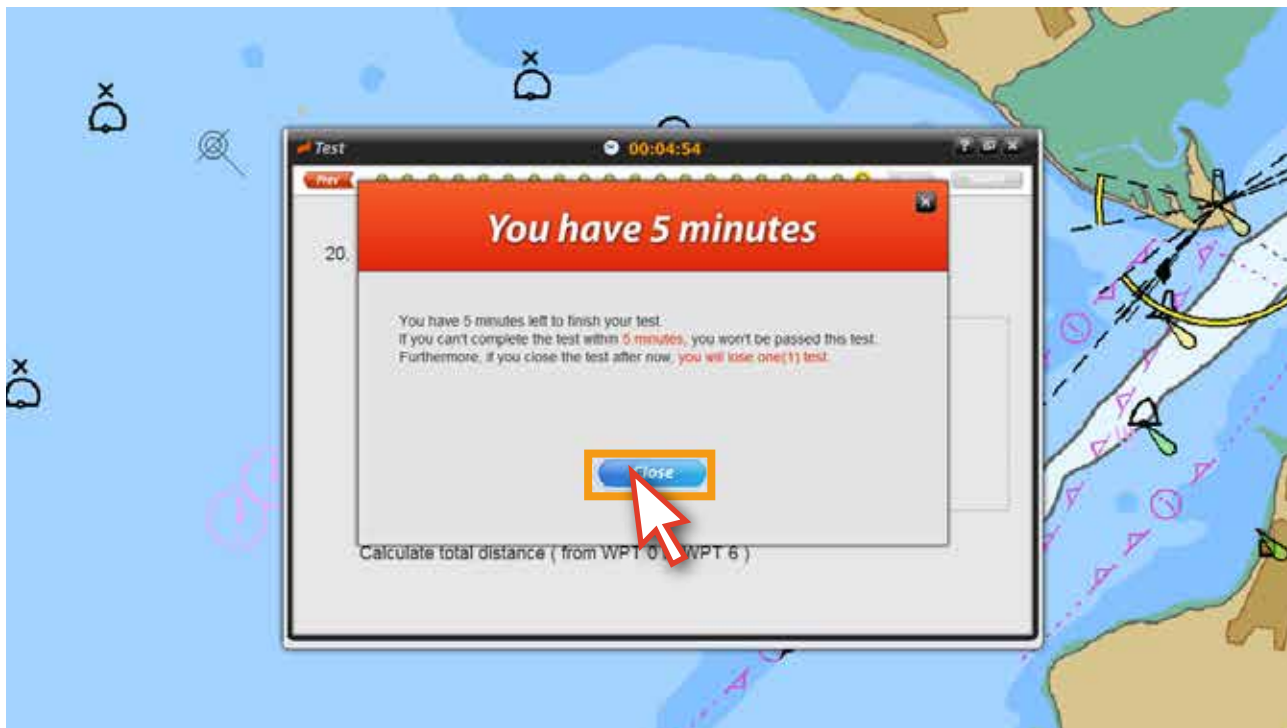 Test
00:04:54
? x
Prev
You have 5 minutes
x
20.
You have 5 minutes left to finish your test.
If you can't complete the test within 5 minutes, you won't be passed this test.
Furthermore, if you close the test after now, you will lose one(1) test.
Close
Calculate total distance ( from WPT 0 WPT 6 )